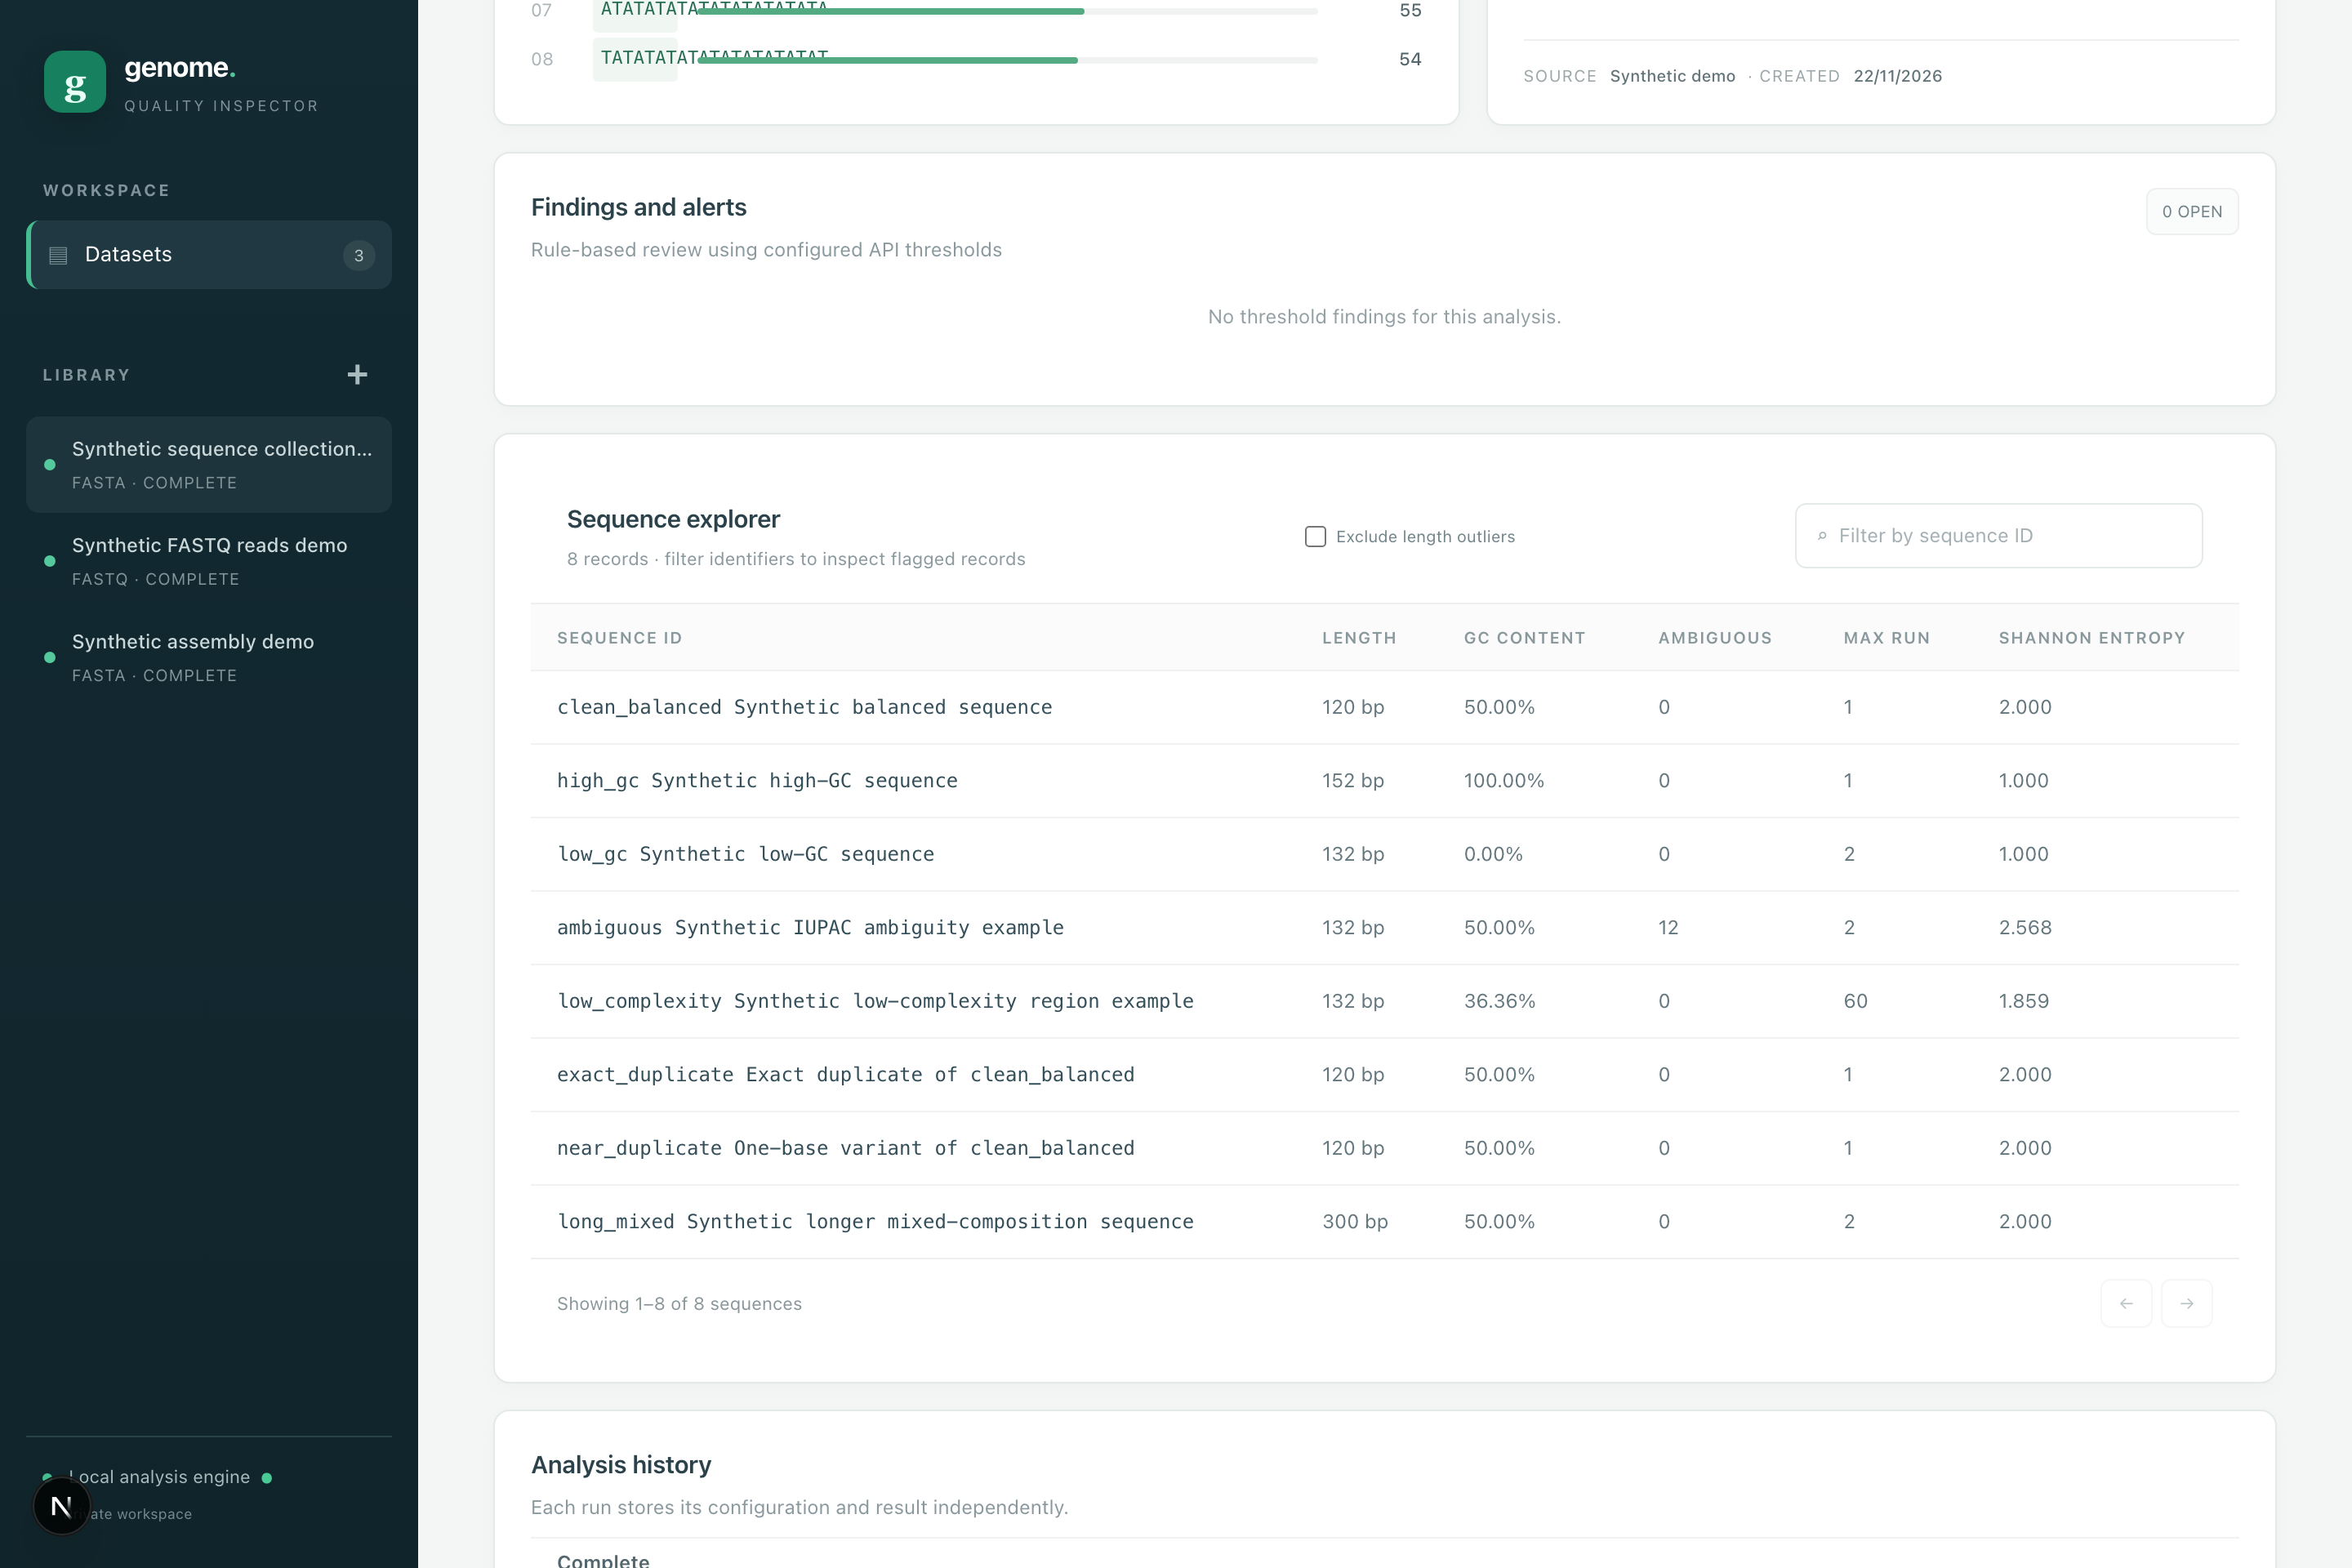 g genome.
QUALITY INSPECTOR
WORKSPACE
Datasets 3
LIBRARY +
Synthetic sequence collection...
FASTA · COMPLETE
Synthetic FASTQ reads demo
FASTQ · COMPLETE
Synthetic assembly demo
FASTA · COMPLETE
Local analysis engine
N
workspace
07 ATATATATATATATATATATA 55
08 TATATATATATATATATATAT 54
SOURCE Synthetic demo · CREATED 22/11/2026
Findings and alerts
0 OPEN
Rule-based review using configured API thresholds
No threshold findings for this analysis.
Sequence explorer
8 records · filter identifiers to inspect flagged records
Exclude length outliers
Filter by sequence ID
SEQUENCE ID LENGTH GC CONTENT AMBIGUOUS MAX RUN SHANNON ENTROPY
clean_balanced Synthetic balanced sequence 120 bp 50.00% 0 1 2.000
high_gc Synthetic high-GC sequence 152 bp 100.00% 0 1 1.000
low_gc Synthetic low-GC sequence 132 bp 0.00% 0 2 1.000
ambiguous Synthetic IUPAC ambiguity example 132 bp 50.00% 12 2 2.568
low_complexity Synthetic low-complexity region example 132 bp 36.36% 0 60 1.859
exact_duplicate Exact duplicate of clean_balanced 120 bp 50.00% 0 1 2.000
near_duplicate One-base variant of clean_balanced 120 bp 50.00% 0 1 2.000
long_mixed Synthetic longer mixed-composition sequence 300 bp 50.00% 0 2 2.000
Showing 1–8 of 8 sequences
← →
Analysis history
Each run stores its configuration and result independently.
Complete